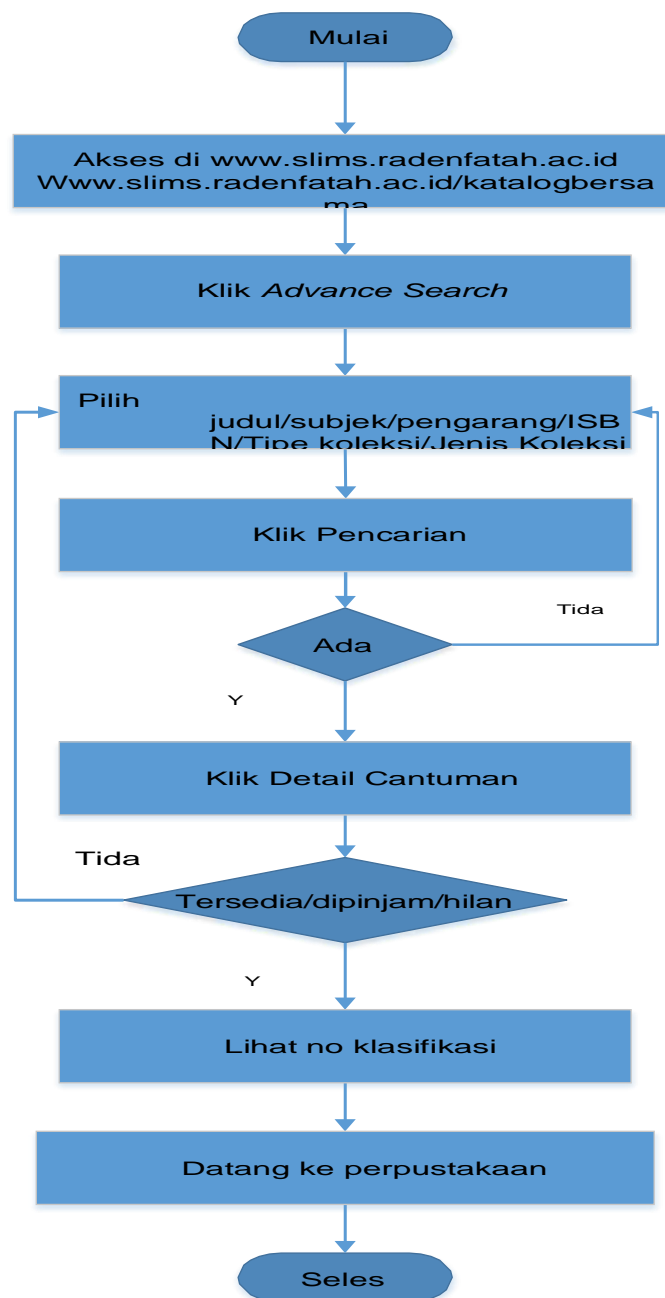 Mulai
Akses di www.slims.radenfatah.ac.id
Www.slims.radenfatah.ac.id/katalogbersa
ma
Klik Advance Search
Pilih
judul/subjek/pengarang/ISB
N/Tipe koleksi/Jenis Koleksi
Klik Pencarian
Tida
Ada
Y
Klik Detail Cantuman
Tida
Tersedia/dipinjam/hilan
Y
Lihat no klasifikasi
Datang ke perpustakaan
Seles